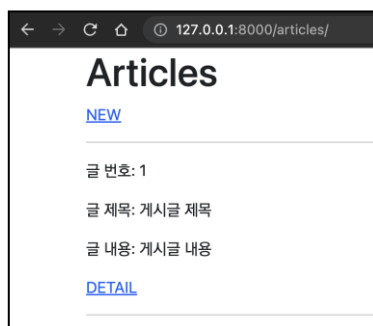 127.0.0.1:8000/articles/
Articles
NEW
글 번호: 1
글 제목: 게시글 제목
글 내용: 게시글 내용
DETAIL